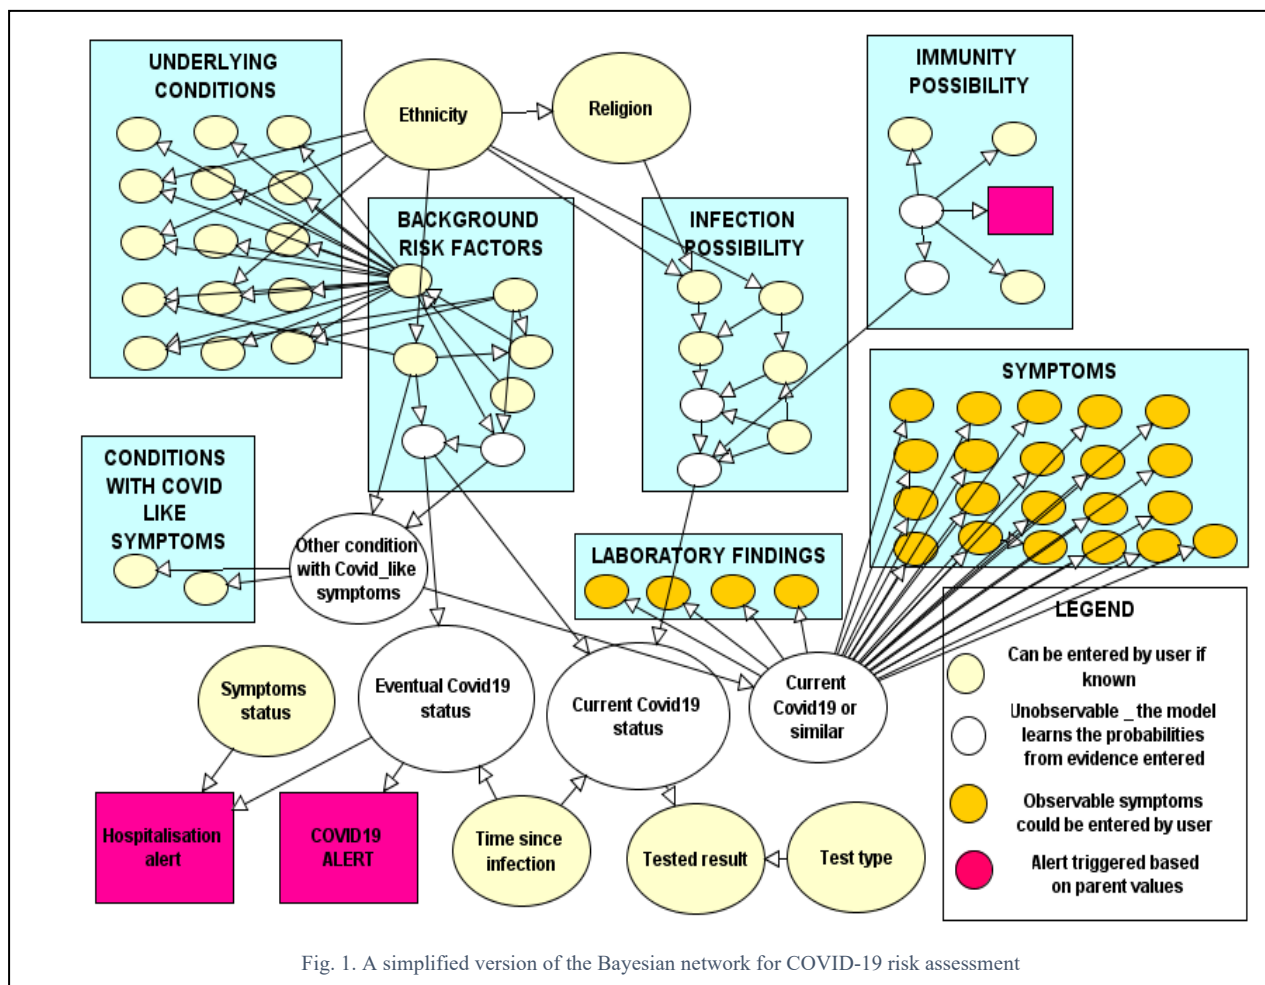 UNDERLYING
CONDITIONS
Ethnicity
Religion
IMMUNITY
POSSIBILITY
BACKGROUND
RISK FACTORS
INFECTION
POSSIBILITY
SYMPTOMS
CONDITIONS
WITH COVID
LIKE
SYMPTOMS
Other condition
with Covid_like
symptoms
LABORATORY FINDINGS
Symptoms
status
Eventual Covid19
status
Current Covid19
status
Current
Covid19 or
similar
Hospitalisation
alert
COVID19
ALERT
Time since
infection
Tested result
Test type
LEGEND
Can be entered by user if
known
Unobservable _ the model
learns the probabilities
from evidence entered
Observable symptoms
could be entered by user
Alert triggered based
on parent values
Fig. 1. A simplified version of the Bayesian network for COVID-19 risk assessment